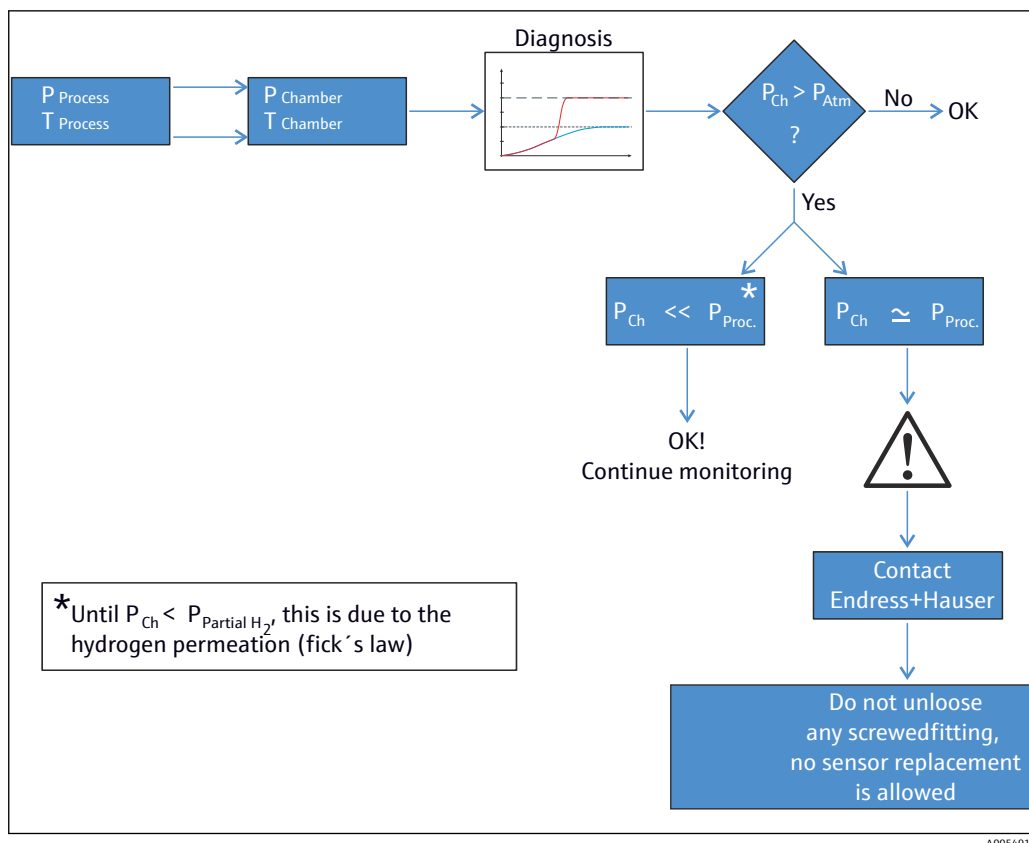 Diagnosis
P Process
T Process
P Chamber
T Chamber
P Ch > P Atm
?
No
OK
Yes
P Ch << P Proc. *
P Ch ≃ P Proc.
OK!
Continue monitoring
!
Contact
Endress+Hauser
*Until P Ch < P Partial H2, this is due to the
hydrogen permeation (fick´s law)
Do not unloose
any screwedfitting,
no sensor replacement
is allowed